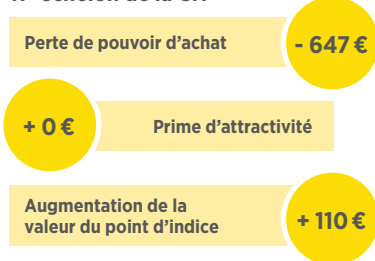 Perte de pouvoir d'achat
- 647 €
+ 0 €
Prime d'attractivité
Augmentation de la
valeur du point d'indice
+ 110 €